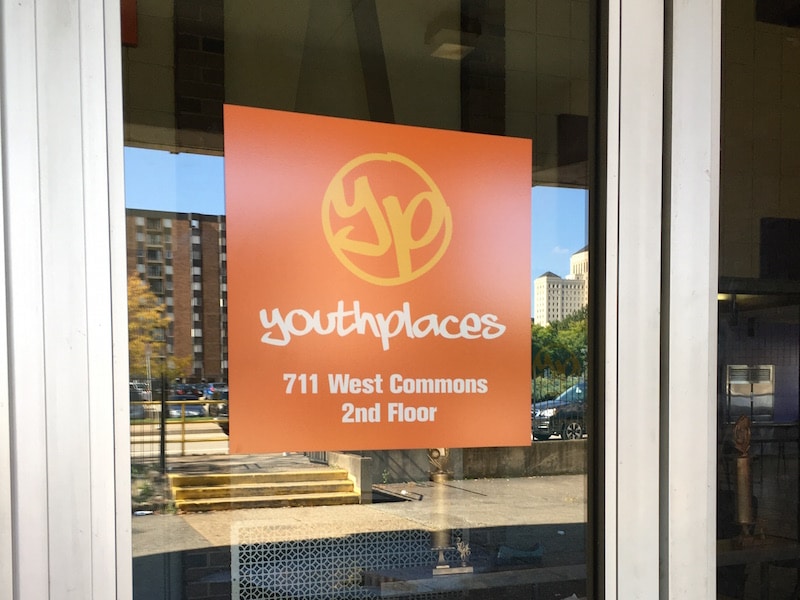 yp
youthplaces
711 West Commons
2nd Floor